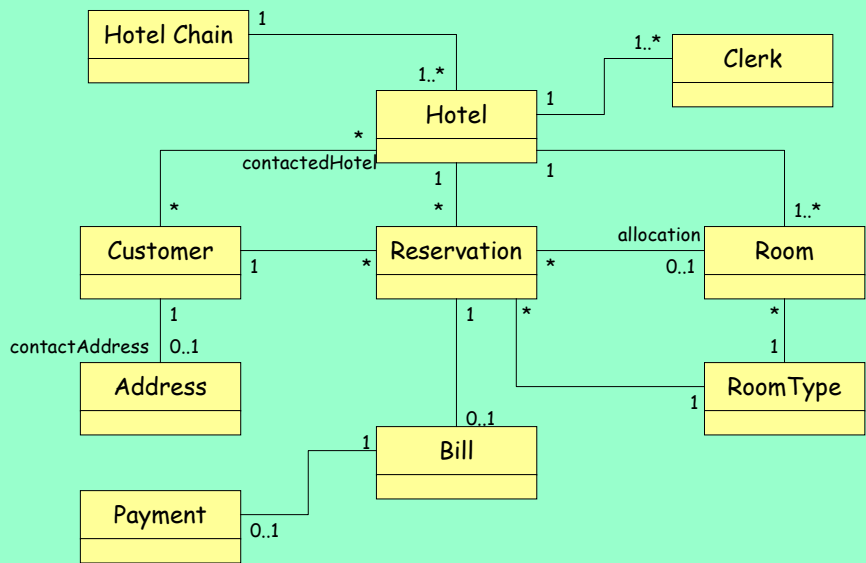 Hotel Chain
1
1..*
Clerk
1..*
Hotel
1
*
contactedHotel
1
1
*
*
1..*
Customer
1
*
Reservation
*
allocation
0..1
Room
1
contactAddress
0..1
1
*
*
1
Address
RoomType
1
0..1
1
Bill
Payment
0..1